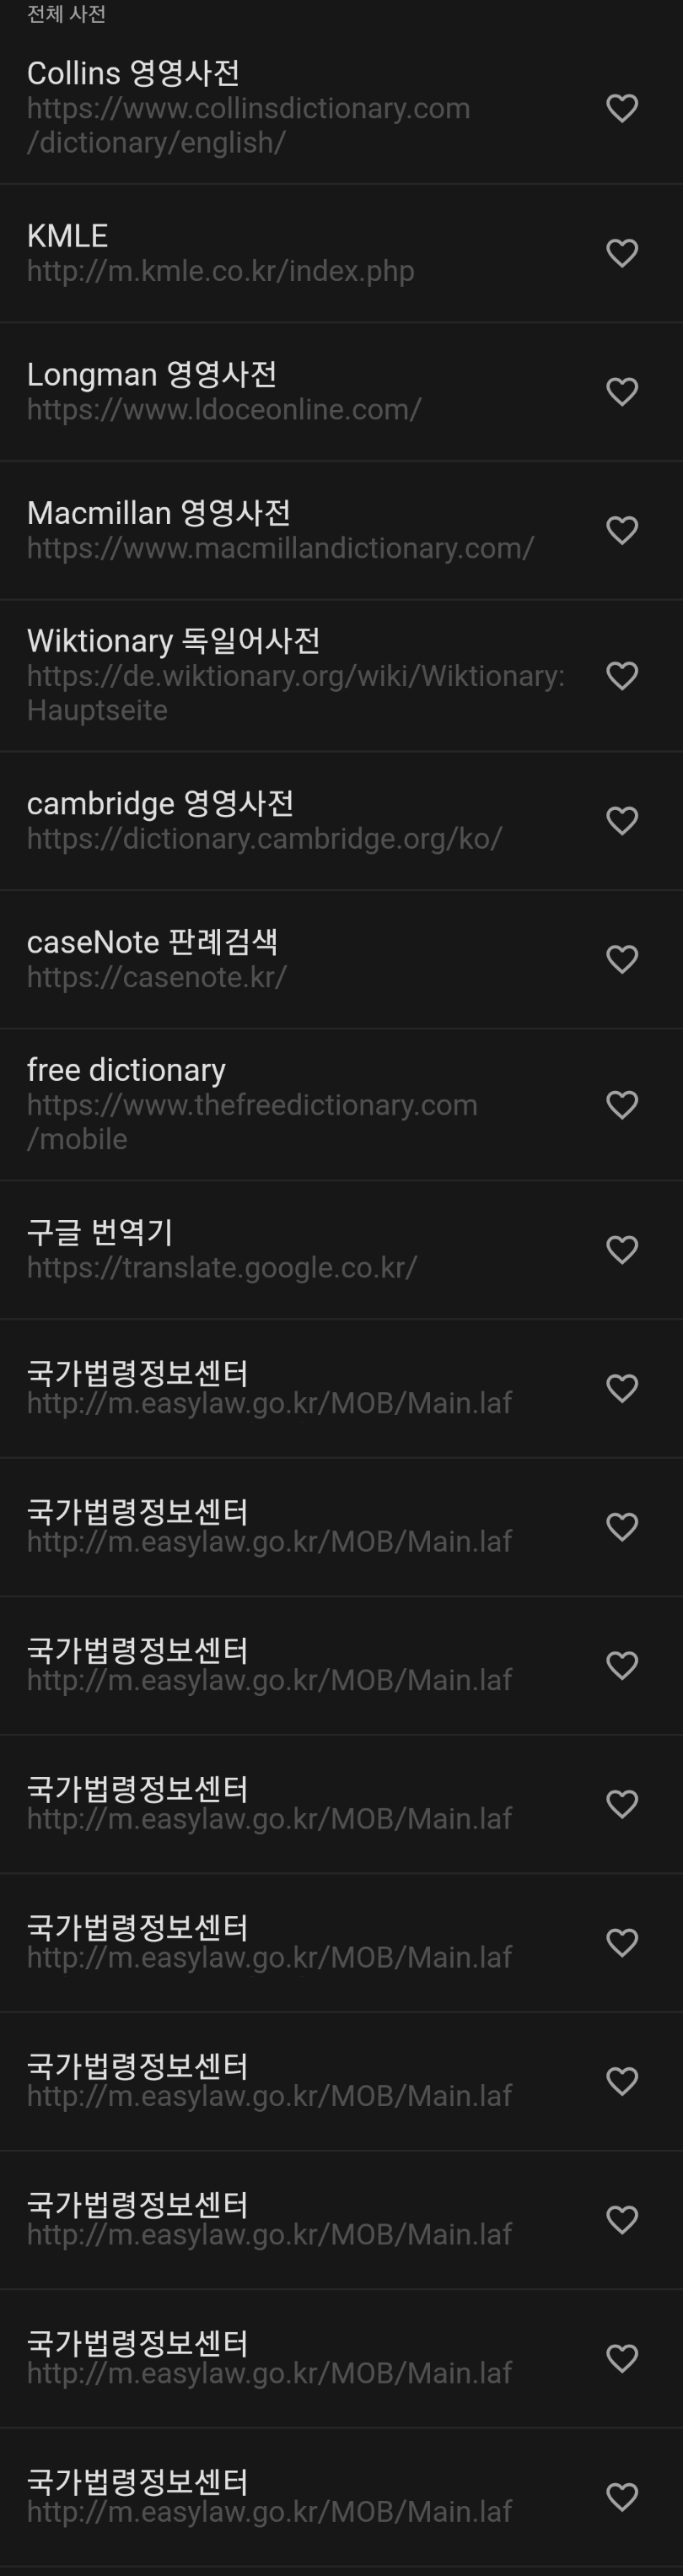 전체 사전
Collins 영영사전
https://www.collinsdictionary.com
/dictionary/english/
KMLE
http://m.kmle.co.kr/index.php
Longman 영영사전
https://www.ldoceonline.com/
Macmillan 영영사전
https://www.macmillandictionary.com/
Wiktionary 독일어사전
https://de.wiktionary.org/wiki/Wiktionary:
Hauptseite
cambridge 영영사전
https://dictionary.cambridge.org/ko/
caseNote 판례검색
https://casenote.kr/
free dictionary
https://www.thefreedictionary.com
/mobile
구글 번역기
https://translate.google.co.kr/
국가법령정보센터
http://m.easylaw.go.kr/MOB/Main.laf
국가법령정보센터
http://m.easylaw.go.kr/MOB/Main.laf
국가법령정보센터
http://m.easylaw.go.kr/MOB/Main.laf
국가법령정보센터
http://m.easylaw.go.kr/MOB/Main.laf
국가법령정보센터
http://m.easylaw.go.kr/MOB/Main.laf
국가법령정보센터
http://m.easylaw.go.kr/MOB/Main.laf
국가법령정보센터
http://m.easylaw.go.kr/MOB/Main.laf
국가법령정보센터
http://m.easylaw.go.kr/MOB/Main.laf
국가법령정보센터
http://m.easylaw.go.kr/MOB/Main.laf